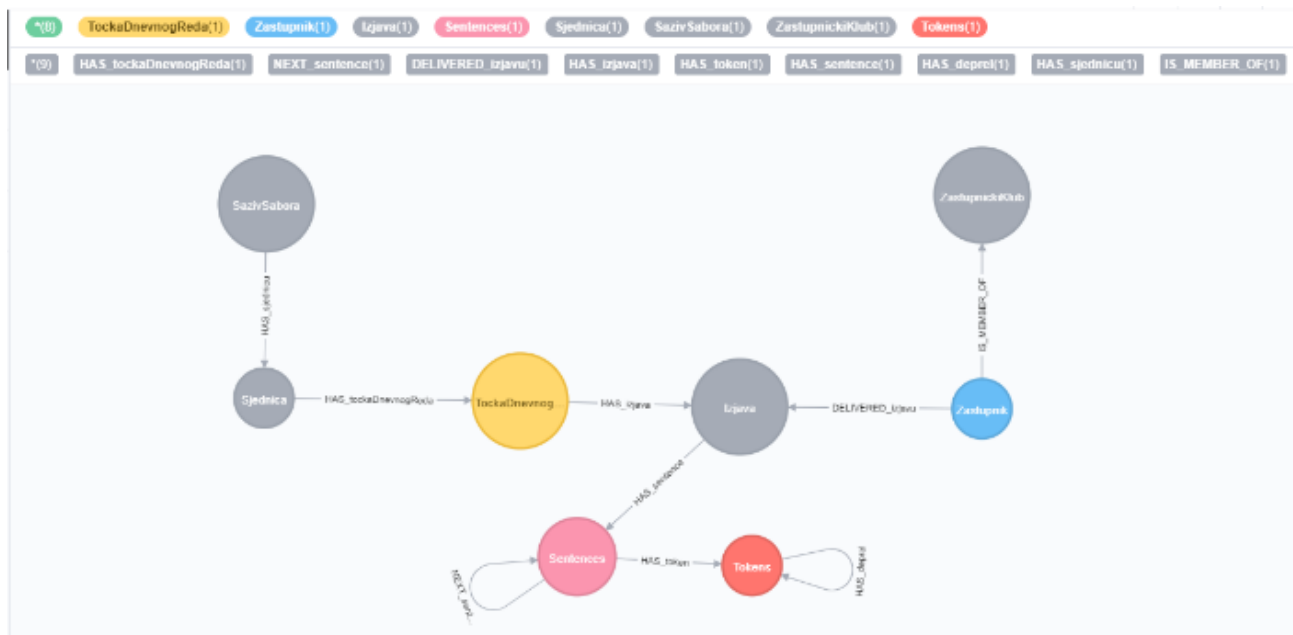 *(8) TockaDnevnogReda(1) Zastupnik(1) Izjava(1) Sentences(1) Sjednica(1) SazivSabora(1) ZastupnickiKlub(1) Tokens(1)
*(9) HAS_tockaDnevnogReda(1) NEXT_sentence(1) DELIVERED_izjavu(1) HAS_izjava(1) HAS_token(1) HAS_sentence(1) HAS_deprel(1) HAS_sjednicu(1) IS_MEMBER_OF(1)
SazivSabora
ZastupnickiKlub
HAS_sjednicu
IS_MEMBER_OF
Sjednica
HAS_tockaDnevnogReda
TockaDnevnog...
HAS_izjava
Izjava
DELIVERED_izjavu
Zastupnik
HAS_sentence
Sentences
HAS_token
Tokens
HAS_deprel
NEXT_sent...